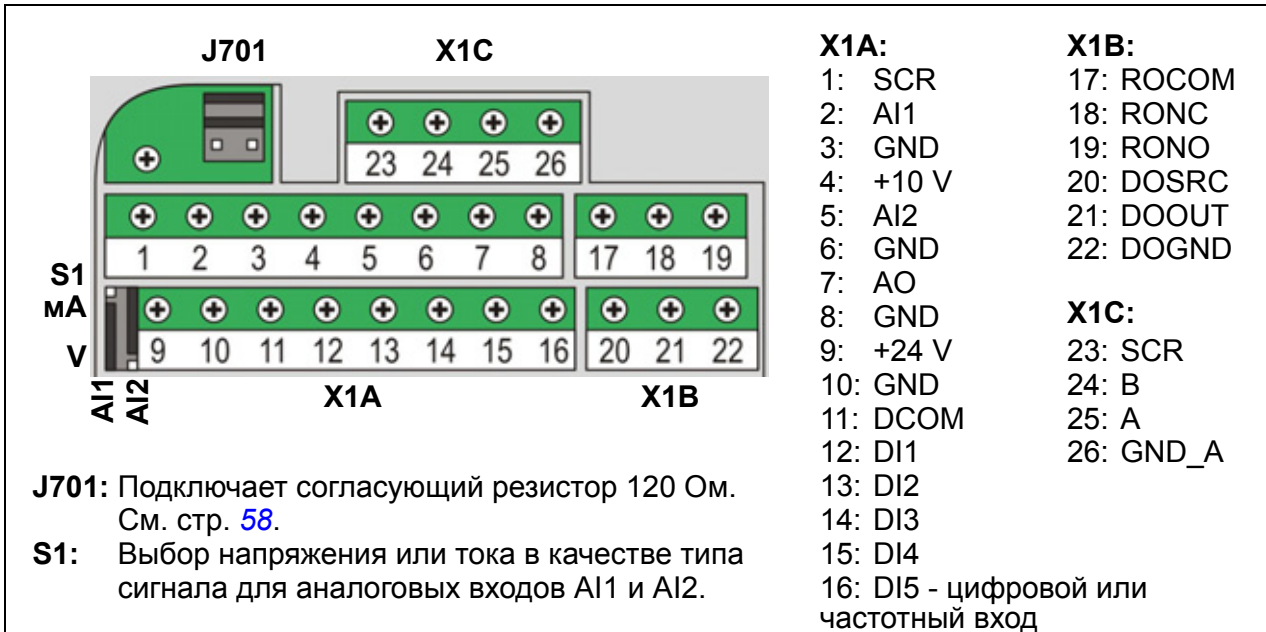 J701 X1C
23 24 25 26
1 2 3 4 5 6 7 8 17 18 19
S1
мА
V
9 10 11 12 13 14 15 16 20 21 22
AI1
AI2
X1A X1B
J701: Подключает согласующий резистор 120 Ом.
См. стр. 58.
S1: Выбор напряжения или тока в качестве типа
сигнала для аналоговых входов AI1 и AI2.
X1A:
1: SCR
2: AI1
3: GND
4: +10 V
5: AI2
6: GND
7: AO
8: GND
9: +24 V
10: GND
11: DCOM
12: DI1
13: DI2
14: DI3
15: DI4
16: DI5 - цифровой или
частотный вход
X1B:
17: ROCOM
18: RONC
19: RONO
20: DOSRC
21: DOOUT
22: DOGND
X1C:
23: SCR
24: B
25: A
26: GND_A